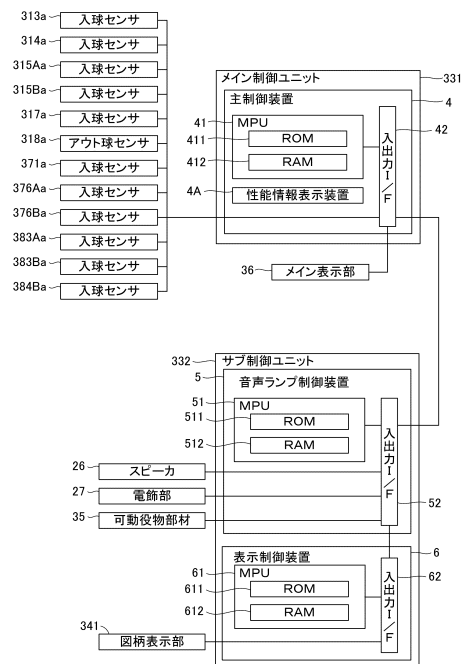 313a 入球センサ
314a 入球センサ
315Aa 入球センサ
315Ba 入球センサ
317a 入球センサ
318a アウト球センサ
371a 入球センサ
376Aa 入球センサ
376Ba 入球センサ
383Aa 入球センサ
383Ba 入球センサ
384Ba 入球センサ
メイン制御ユニット 331
主制御装置 4
41 MPU 42
411 ROM
412 RAM
入出力I/F
4A 性能情報表示装置
36 メイン表示部
332 サブ制御ユニット
5 音声ランプ制御装置
51 MPU
511 ROM
512 RAM
入出力I/F
52
26 スピーカ
27 電飾部
35 可動役物部材
表示制御装置 6
61 MPU 62
611 ROM
612 RAM
入出力I/F
341 図柄表示部